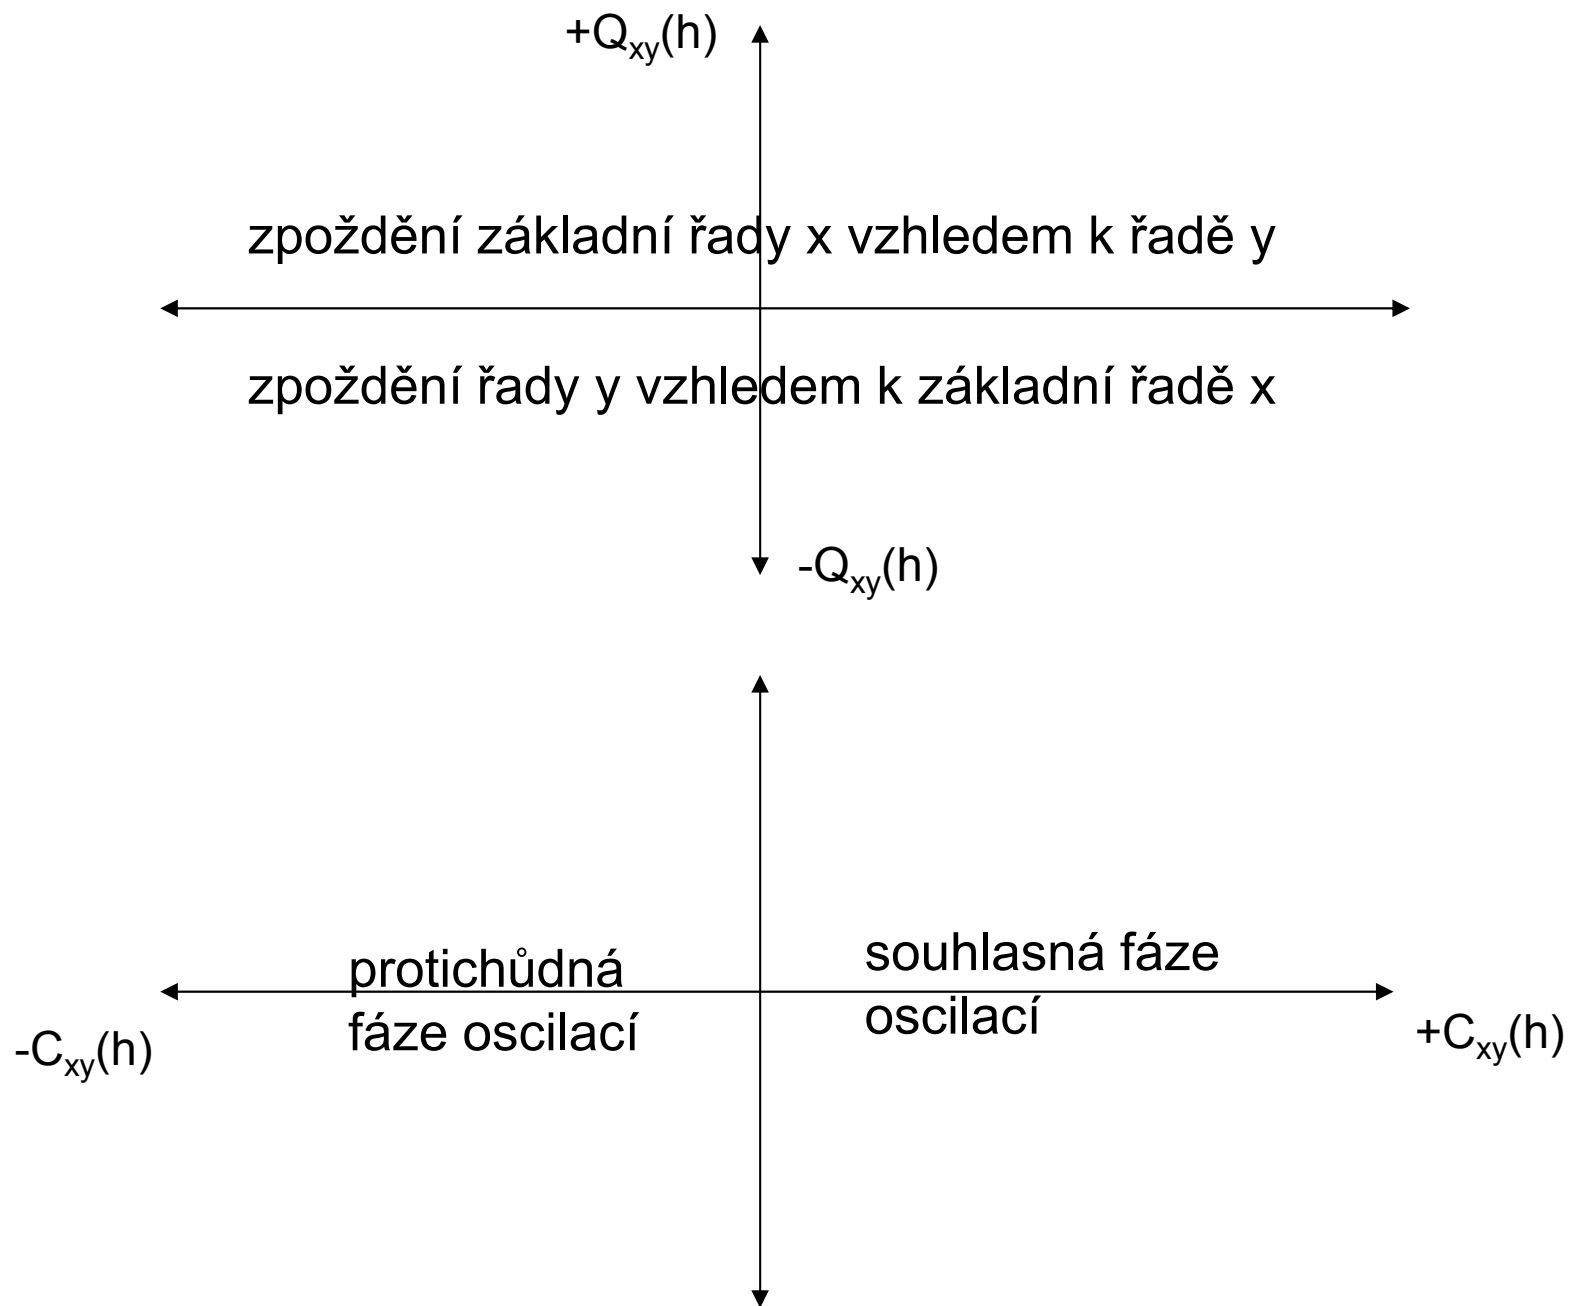 +Qxy(h)
zpoždění základní řady x vzhledem k řadě y
zpoždění řady y vzhledem k základní řadě x
-Qxy(h)
protichůdná
fáze oscilací
souhlasná fáze
oscilací
-Cxy(h)
+Cxy(h)